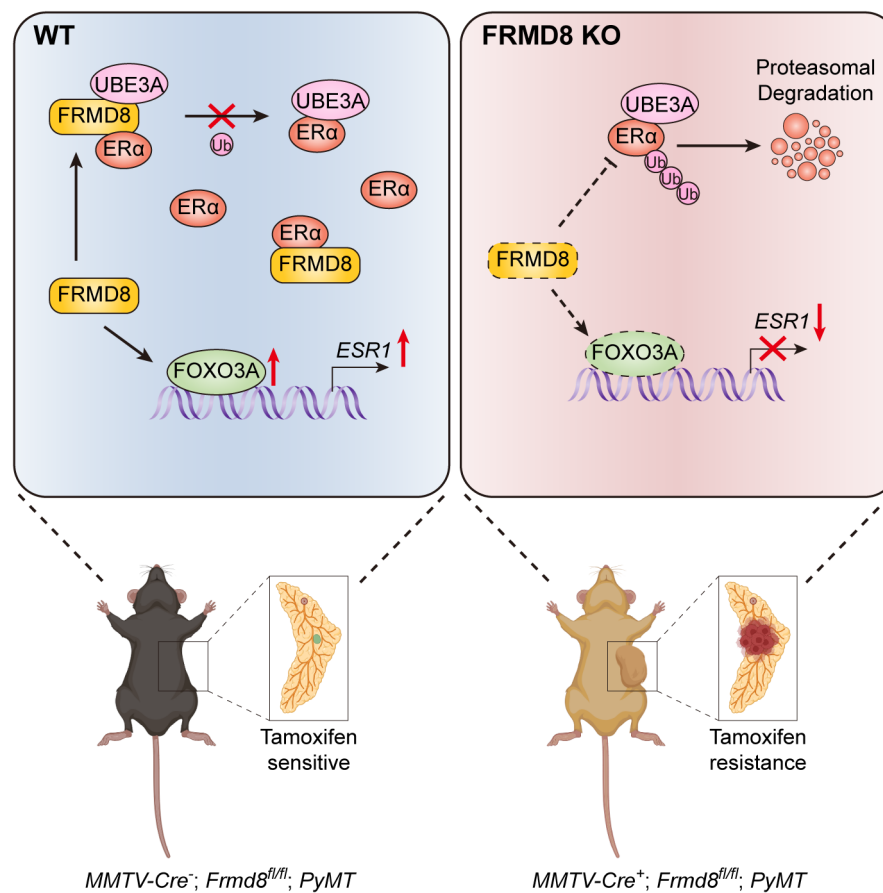 WT
UBE3A
FRMD8
ERα
Ub
UBE3A
ERα
ERα
ERα
ERα
FRMD8
FRMD8
FOXO3A
ESR1
FRMD8 KO
Proteasomal
Degradation
UBE3A
ERα
Ub
Ub
Ub
FRMD8
FOXO3A
ESR1
Tamoxifen
sensitive
Tamoxifen
resistance
MMTV-Cre⁻; Frmd8ᶠˡ/ᶠˡ; PyMT
MMTV-Cre⁺; Frmd8ᶠˡ/ᶠˡ; PyMT